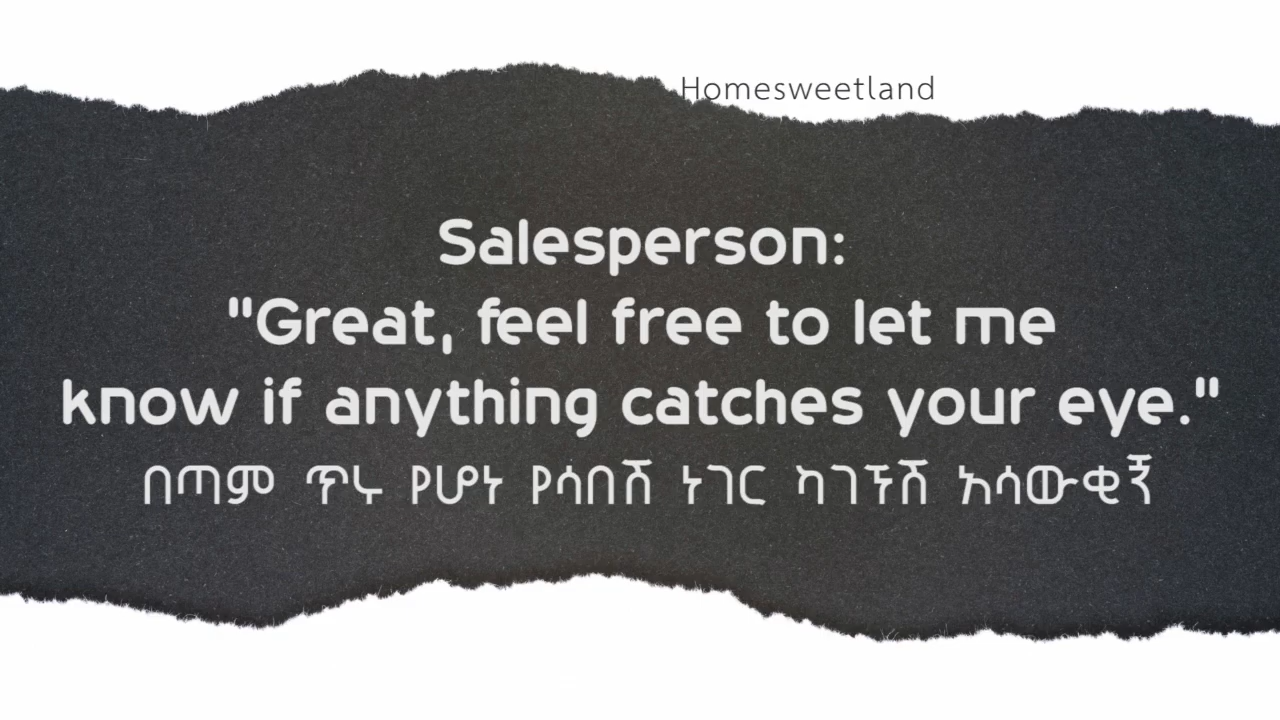 Homesweetland
Salesperson:
"Great, feel free to let me
know if anything catches your eye."
በጣም ጥሩ የሆነ የሳበሽ ነገር ካገኘሽ አሳውቂኝ